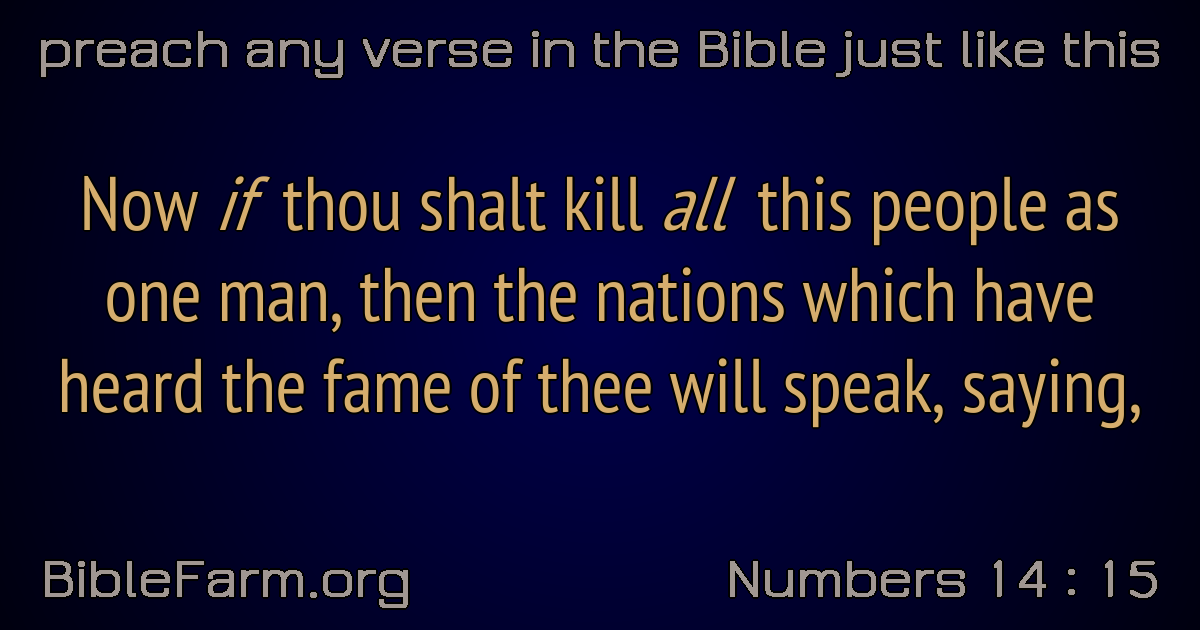 preach any verse in the Bible just like this
Now if thou shalt kill all this people as
one man, then the nations which have
heard the fame of thee will speak, saying,
BibleFarm.org
Numbers 14 : 15